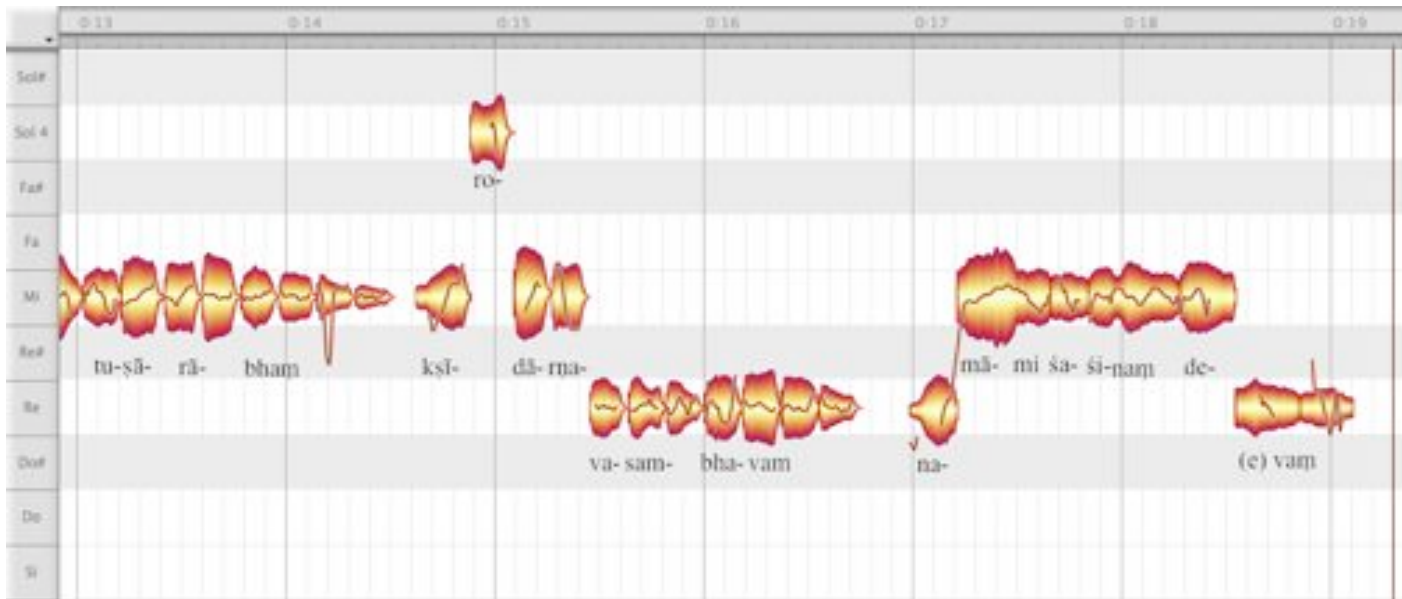 0:13 0:14 0:15 0:16 0:17 0:18 0:19
Sol#
Sol 4
Fa#
ro-
Fa
Mi
Re#
tu-ṣā- rā- bhaṃ kṣī- dā- rṇa- mā- mi śa- śi-naṃ de-
Re
Do#
va- sam- bha- vam na- (e) vaṃ
Do
Si